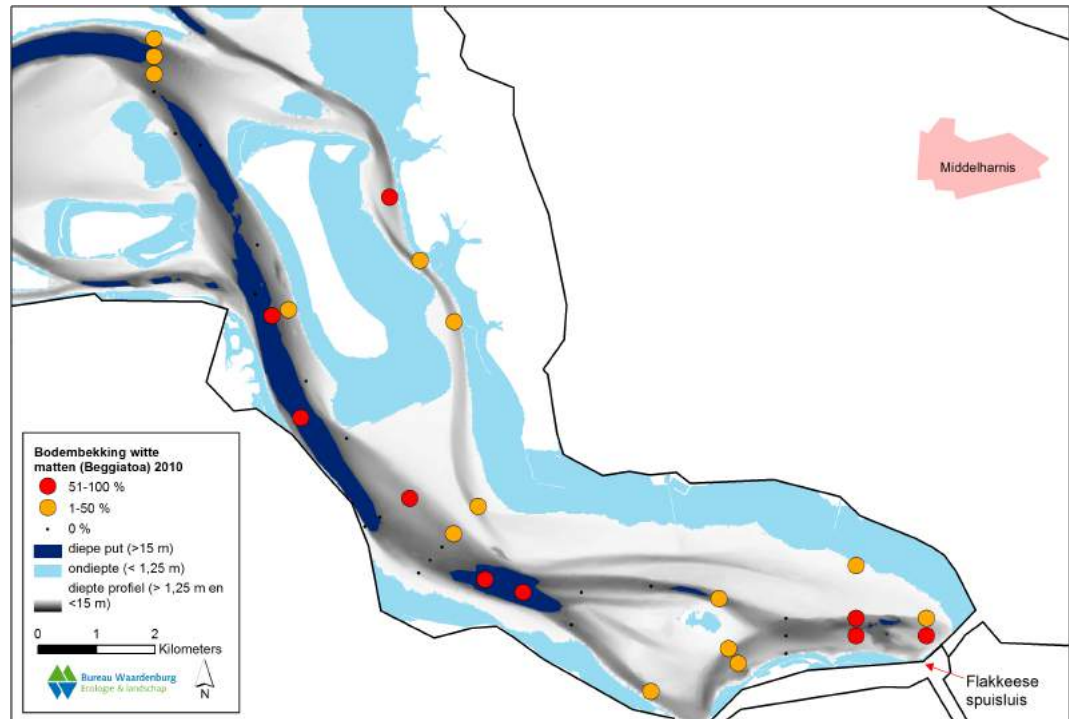 Middelharnis
Bodembekking witte
matten (Beggiatoa) 2010
51-100 %
1-50 %
0 %
diepe put (>15 m)
ondiepte (< 1,25 m)
diepte profiel (> 1,25 m en
<15 m)
0 1 2
Kilometers
Bureau Waardenburg
Ecologie & landschap
N
Flakkeese
spuisluis